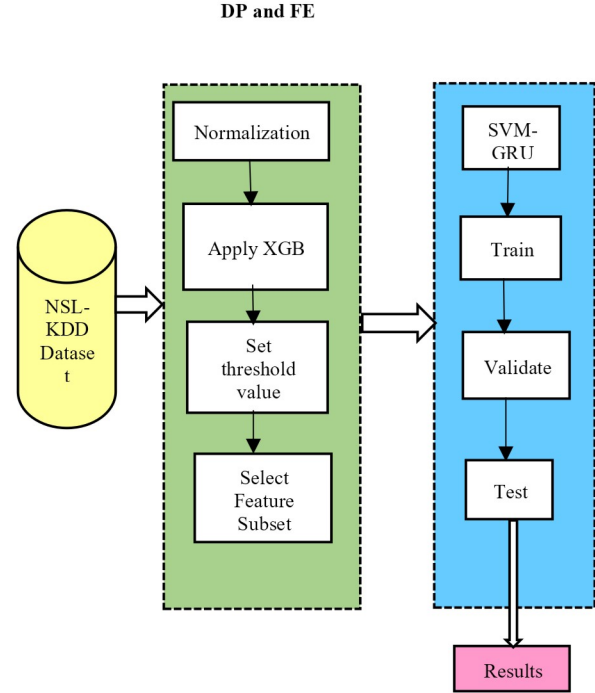 DP and FE
NSL-
KDD
Datase
t
Normalization
Apply XGB
Set
threshold
value
Select
Feature
Subset
SVM-
GRU
Train
Validate
Test
Results